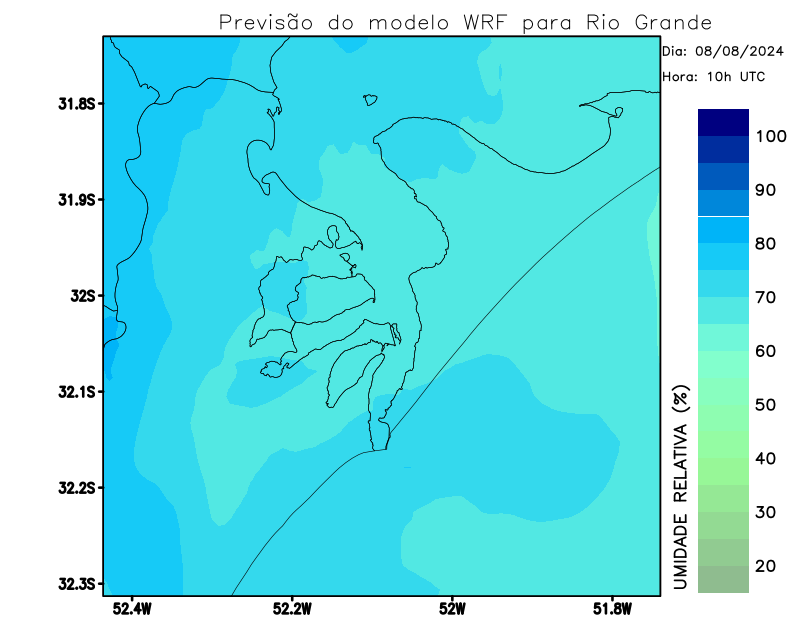 Previsão do modelo WRF para Rio Grande
Dia: 08/08/2024
Hora: 10h UTC
31.8S
31.9S
32S
32.1S
32.2S
32.3S
52.4W
52.2W
52W
51.8W
100
90
80
70
60
50
40
30
20
UMIDADE RELATIVA (%)